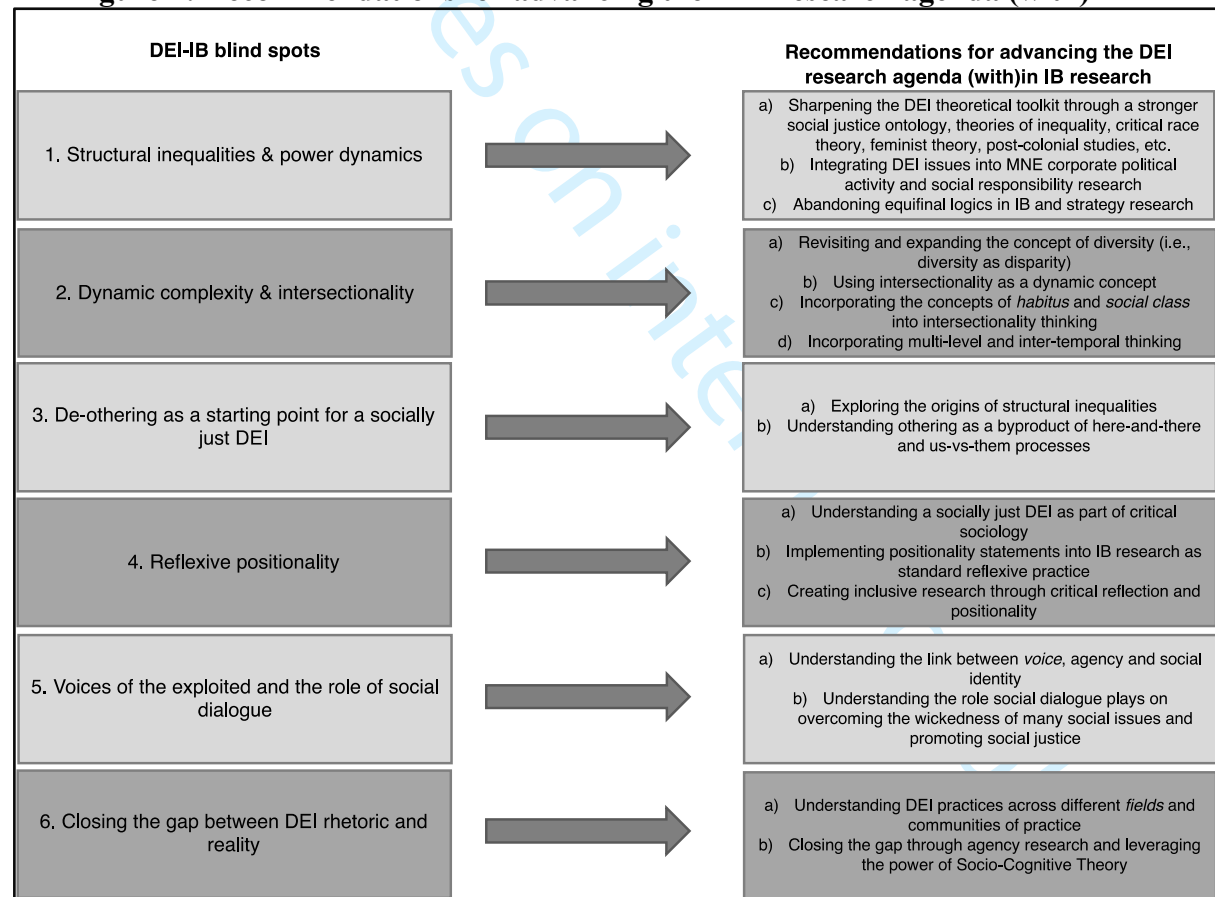 DEI-IB blind spots
Recommendations for advancing the DEI
research agenda (with)in IB research
1. Structural inequalities & power dynamics
a) Sharpening the DEI theoretical toolkit through a stronger
social justice ontology, theories of inequality, critical race
theory, feminist theory, post-colonial studies, etc.
b) Integrating DEI issues into MNE corporate political
activity and social responsibility research
c) Abandoning equifinal logics in IB and strategy research
2. Dynamic complexity & intersectionality
a) Revisiting and expanding the concept of diversity (i.e.,
diversity as disparity)
b) Using intersectionality as a dynamic concept
c) Incorporating the concepts of habitus and social class
into intersectionality thinking
d) Incorporating multi-level and inter-temporal thinking
3. De-othering as a starting point for a socially
just DEI
a) Exploring the origins of structural inequalities
b) Understanding othering as a byproduct of here-and-there
and us-vs-them processes
4. Reflexive positionality
a) Understanding a socially just DEI as part of critical
sociology
b) Implementing positionality statements into IB research as
standard reflexive practice
c) Creating inclusive research through critical reflection and
positionality
5. Voices of the exploited and the role of social
dialogue
a) Understanding the link between voice, agency and social
identity
b) Understanding the role social dialogue plays on
overcoming the wickedness of many social issues and
promoting social justice
6. Closing the gap between DEI rhetoric and
reality
a) Understanding DEI practices across different fields and
communities of practice
b) Closing the gap through agency research and leveraging
the power of Socio-Cognitive Theory